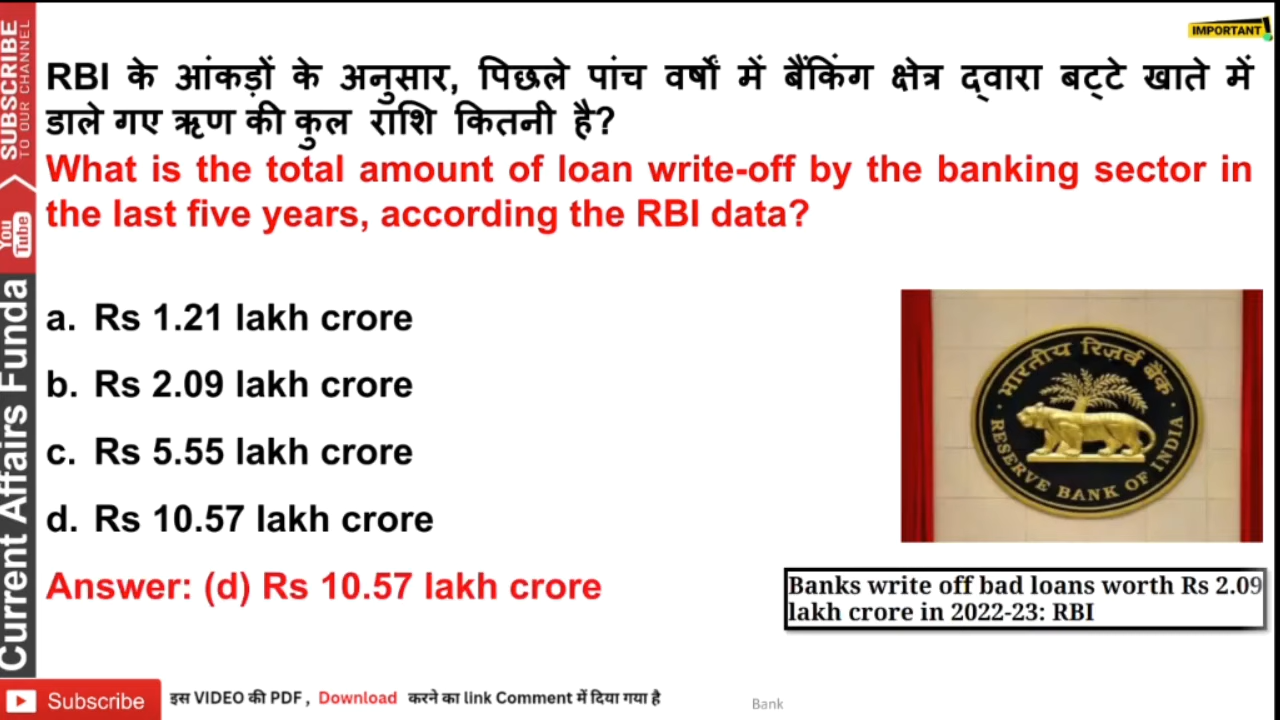 IMPORTANT!
RBI के आंकड़ों के अनुसार, पिछले पांच वर्षों में बैंकिंग क्षेत्र द्वारा बट्टे खाते में
डाले गए ऋण की कुल राशि कितनी है?
What is the total amount of loan write-off by the banking sector in
the last five years, according the RBI data?
a. Rs 1.21 lakh crore
b. Rs 2.09 lakh crore
c. Rs 5.55 lakh crore
d. Rs 10.57 lakh crore
Answer: (d) Rs 10.57 lakh crore
भारतीय रिज़र्व बैंक
RESERVE BANK OF INDIA
Banks write off bad loans worth Rs 2.09
lakh crore in 2022-23: RBI
SUBSCRIBE
TO OUR CHANNEL
You
Tube
Current Affairs Funda
Subscribe
इस VIDEO की PDF , Download करने का link Comment में दिया गया है
Bank